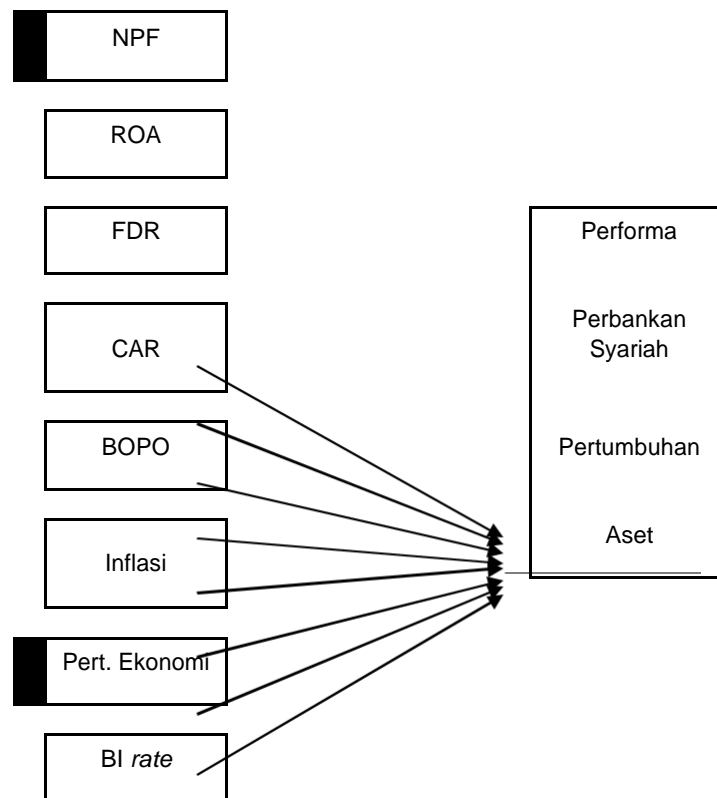 NPF
ROA
FDR
CAR
BOPO
Inflasi
Pert. Ekonomi
BI rate
Performa
Perbankan
Syariah
Pertumbuhan
Aset